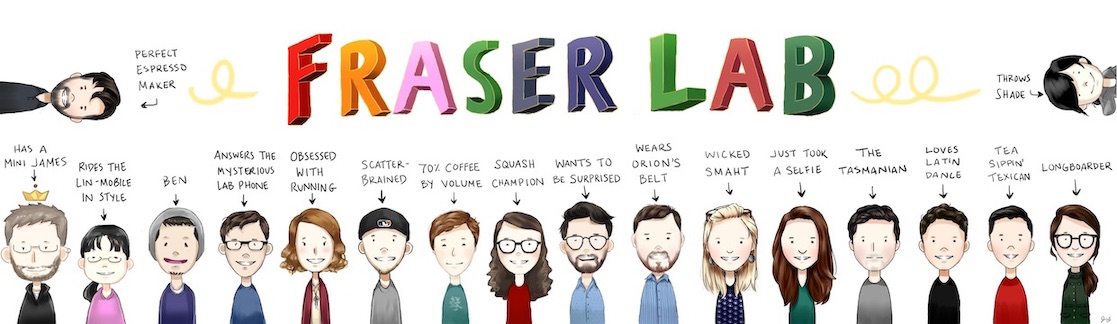 FRASER LAB
PERFECT
ESPRESSO
MAKER
THROWS
SHADE
HAS A
MINI JAMES
RIDES THE
LIN-MOBILE
IN STYLE
BEN
ANSWERS THE
MYSTERIOUS
LAB PHONE
OBSESSED
WITH
RUNNING
SCATTER-
BRAINED
70% COFFEE
BY VOLUME
SQUASH
CHAMPION
WANTS TO
BE SURPRISED
WEARS
ORION'S
BELT
WICKED
SMAHT
JUST TOOK
A SELFIE
THE
TASMANIAN
LOVES
LATIN
DANCE
TEA
SIPPIN'
TEXICAN
LONGBOARDER